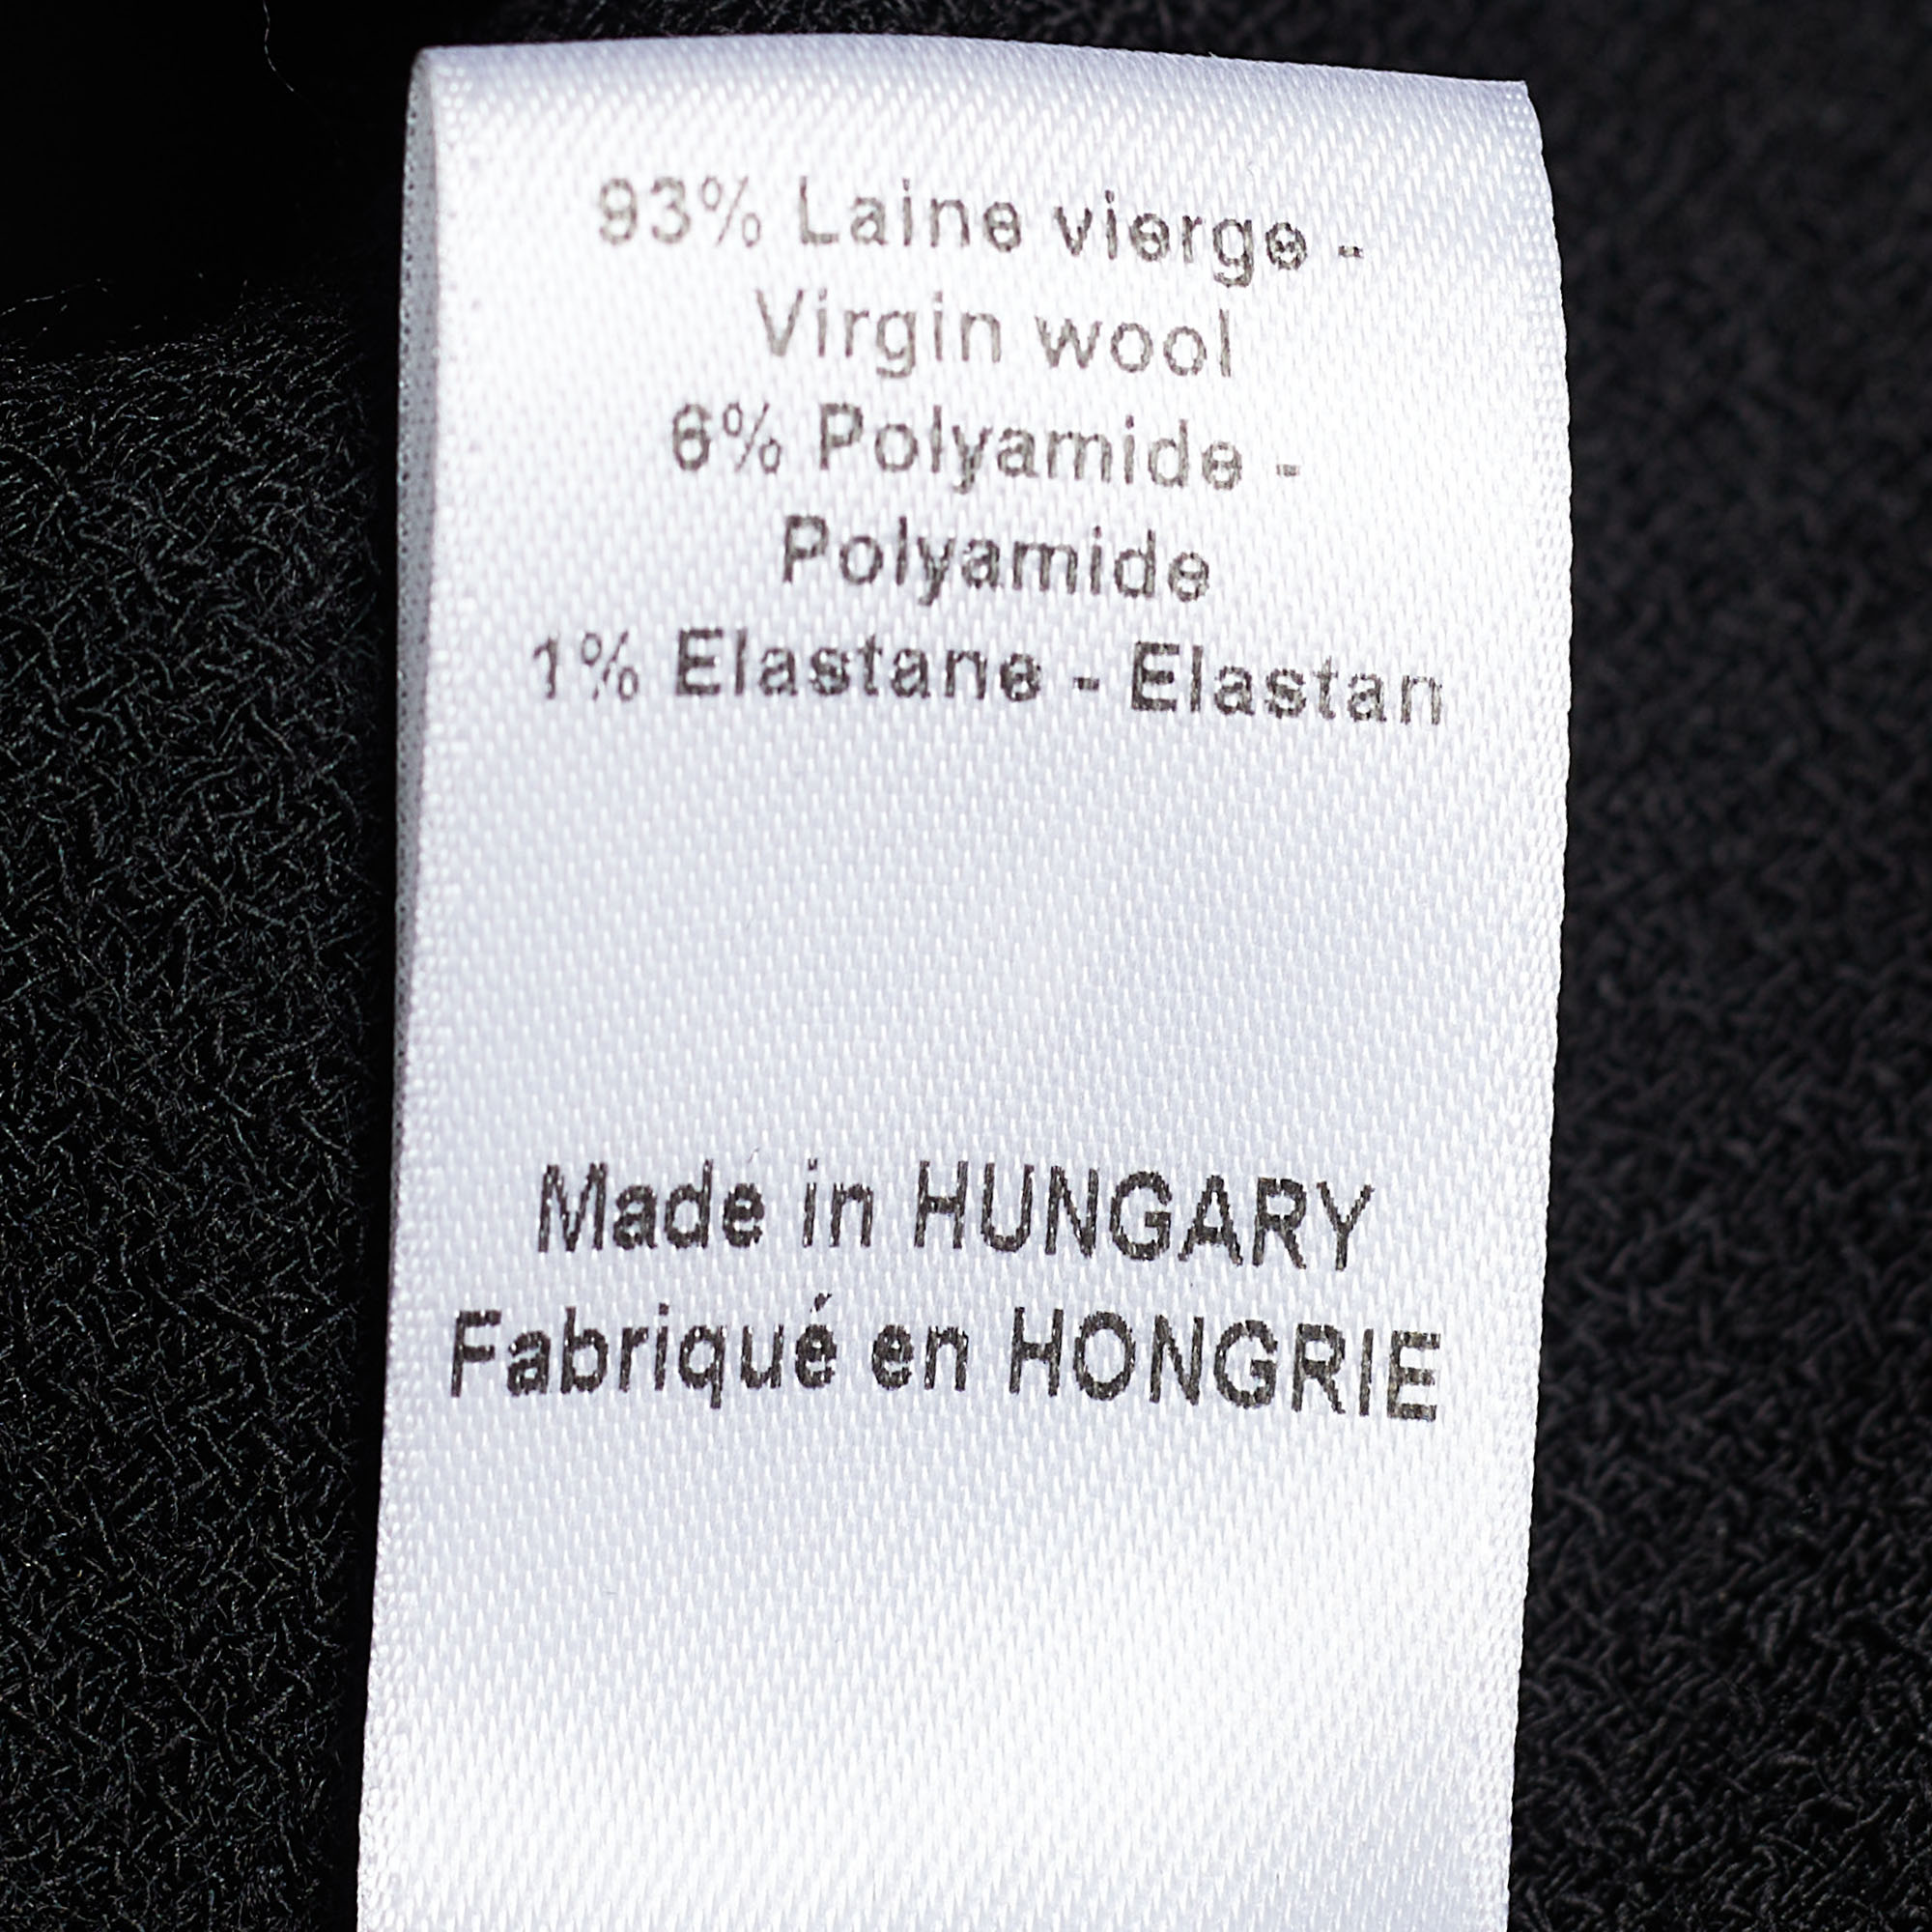 93% Laine vierge -
Virgin wool
6% Polyamide -
Polyamide
1% Elastane - Elastan
Made in HUNGARY
Fabriqué en HONGRIE